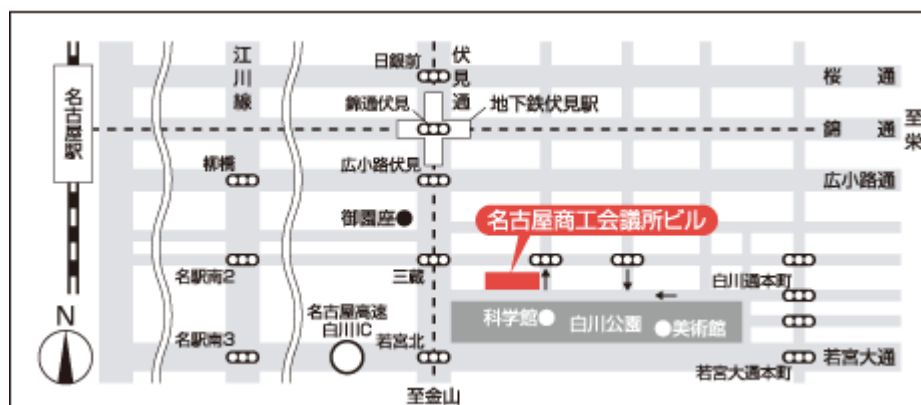 江川線
伏見通
日銀前
桜通
名古屋駅
錦通伏見
地下鉄伏見駅
錦通
至栄
柳橋
広小路伏見
広小路通
御園座
名古屋商工会議所ビル
名駅南2
三蔵
白川通本町
名古屋高速
白川IC
科学館
白川公園
美術館
N
名駅南3
若宮北
若宮大通
若宮大通本町
至金山